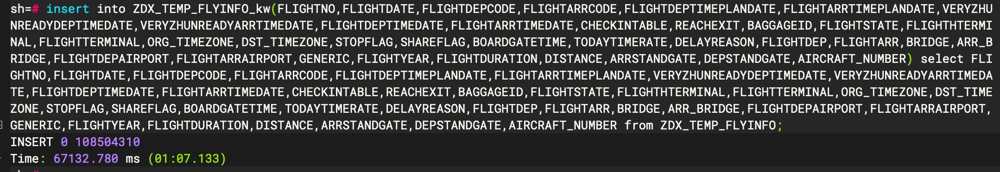 sh=# insert into ZDX_TEMP_FLYINFO_kw(FLIGHTNO,FLIGHTDATE,FLIGHTDEPCODE,FLIGHTARRCODE,FLIGHTDEPTIMEPLANDATE,FLIGHTARRTIMEPLANDATE,VERYZHU
NREADYDEPTIMEDATE,VERYZHUNREADYARRTIMEDATE,FLIGHTDEPTIMEDATE,FLIGHTARRTIMEDATE,CHECKINTABLE,REACHEXIT,BAGGAGEID,FLIGHTSTATE,FLIGHTHTERMI
NAL,FLIGHTTERMINAL,ORG_TIMEZONE,DST_TIMEZONE,STOPFLAG,SHAREFLAG,BOARDGATETIME,TODAYTIMERATE,DELAYREASON,FLIGHTDEP,FLIGHTARR,BRIDGE,ARR_B
RIDGE,FLIGHTDEPAIRPORT,FLIGHTARRAIRPORT,GENERIC,FLIGHTYEAR,FLIGHTDURATION,DISTANCE,ARRSTANDGATE,DEPSTANDGATE,AIRCRAFT_NUMBER) select FLI
GHTNO,FLIGHTDATE,FLIGHTDEPCODE,FLIGHTARRCODE,FLIGHTDEPTIMEPLANDATE,FLIGHTARRTIMEPLANDATE,VERYZHUNREADYDEPTIMEDATE,VERYZHUNREADYARRTIMEDA
TE,FLIGHTDEPTIMEDATE,FLIGHTARRTIMEDATE,CHECKINTABLE,REACHEXIT,BAGGAGEID,FLIGHTSTATE,FLIGHTHTERMINAL,FLIGHTTERMINAL,ORG_TIMEZONE,DST_TIME
ZONE,STOPFLAG,SHAREFLAG,BOARDGATETIME,TODAYTIMERATE,DELAYREASON,FLIGHTDEP,FLIGHTARR,BRIDGE,ARR_BRIDGE,FLIGHTDEPAIRPORT,FLIGHTARRAIRPORT,
GENERIC,FLIGHTYEAR,FLIGHTDURATION,DISTANCE,ARRSTANDGATE,DEPSTANDGATE,AIRCRAFT_NUMBER from ZDX_TEMP_FLYINFO;
INSERT 0 108504310
Time: 67132.780 ms (01:07.133)